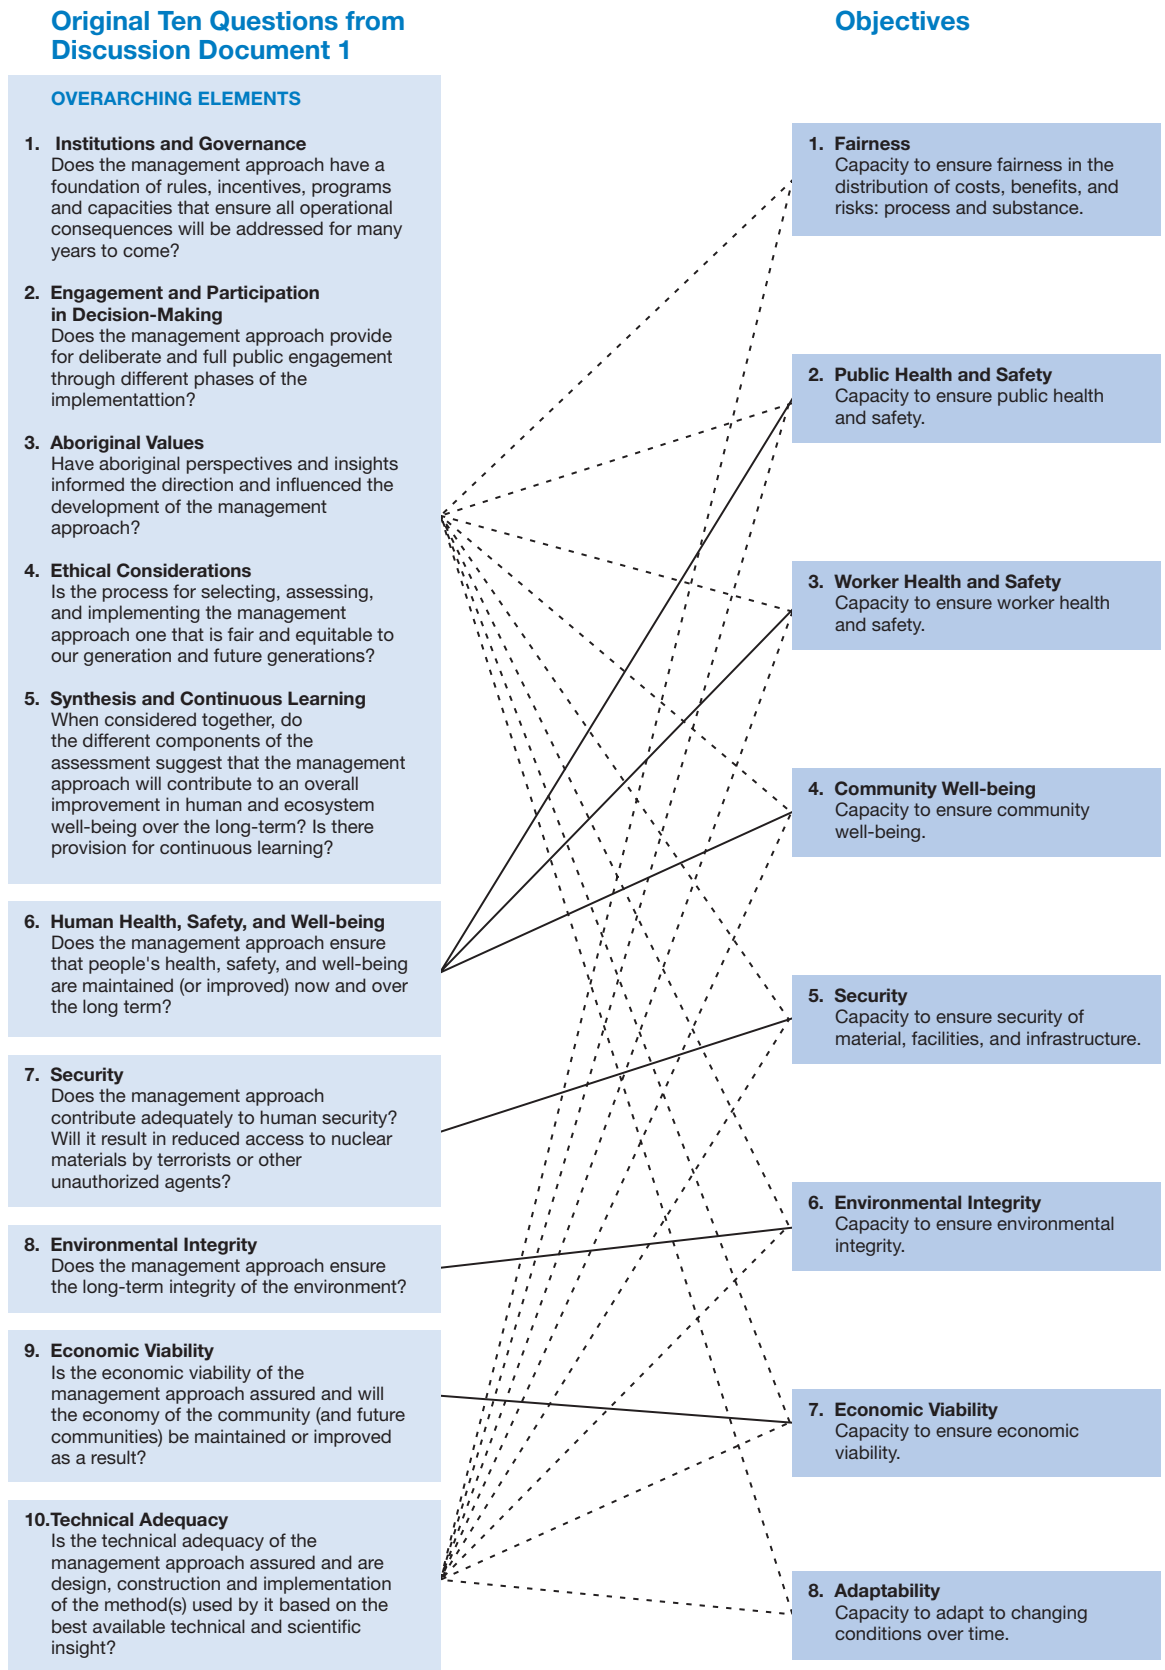 Original Ten Questions from
Discussion Document 1
OVERARCHING ELEMENTS
1. Institutions and Governance
Does the management approach have a
foundation of rules, incentives, programs
and capacities that ensure all operational
consequences will be addressed for many
years to come?
2. Engagement and Participation
in Decision-Making
Does the management approach provide
for deliberate and full public engagement
through different phases of the
implementattion?
3. Aboriginal Values
Have aboriginal perspectives and insights
informed the direction and influenced the
development of the management
approach?
4. Ethical Considerations
Is the process for selecting, assessing,
and implementing the management
approach one that is fair and equitable to
our generation and future generations?
5. Synthesis and Continuous Learning
When considered together, do
the different components of the
assessment suggest that the management
approach will contribute to an overall
improvement in human and ecosystem
well-being over the long-term? Is there
provision for continuous learning?
6. Human Health, Safety, and Well-being
Does the management approach ensure
that people's health, safety, and well-being
are maintained (or improved) now and over
the long term?
7. Security
Does the management approach
contribute adequately to human security?
Will it result in reduced access to nuclear
materials by terrorists or other
unauthorized agents?
8. Environmental Integrity
Does the management approach ensure
the long-term integrity of the environment?
9. Economic Viability
Is the economic viability of the
management approach assured and will
the economy of the community (and future
communities) be maintained or improved
as a result?
10.Technical Adequacy
Is the technical adequacy of the
management approach assured and are
design, construction and implementation
of the method(s) used by it based on the
best available technical and scientific
insight?
Objectives
1. Fairness
Capacity to ensure fairness in the
distribution of costs, benefits, and
risks: process and substance.
2. Public Health and Safety
Capacity to ensure public health
and safety.
3. Worker Health and Safety
Capacity to ensure worker health
and safety.
4. Community Well-being
Capacity to ensure community
well-being.
5. Security
Capacity to ensure security of
material, facilities, and infrastructure.
6. Environmental Integrity
Capacity to ensure environmental
integrity.
7. Economic Viability
Capacity to ensure economic
viability.
8. Adaptability
Capacity to adapt to changing
conditions over time.